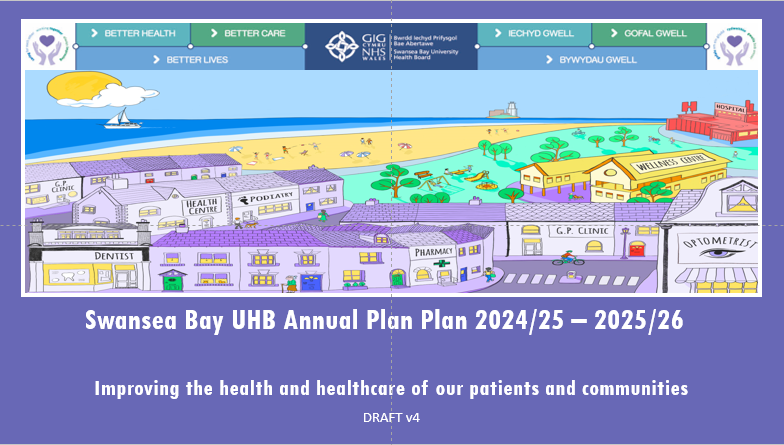 BETTER HEALTH
BETTER CARE
BETTER LIVES
GIG
CYMRU
NHS
WALES
Bwrdd Iechyd Prifysgol
Bae Abertawe
Swansea Bay University
Health Board
IECHYD GWELL
GOFAL GWELL
BYWYDAU GWELL
HOSPITAL
WELLNESS CENTRE
G.P.
CLINIC
HEALTH
CENTRE
PODIATRY
G.P. CLINIC
OPTOMETRIST
DENTIST
PHARMACY
Swansea Bay UHB Annual Plan Plan 2024/25 – 2025/26
Improving the health and healthcare of our patients and communities
DRAFT v4